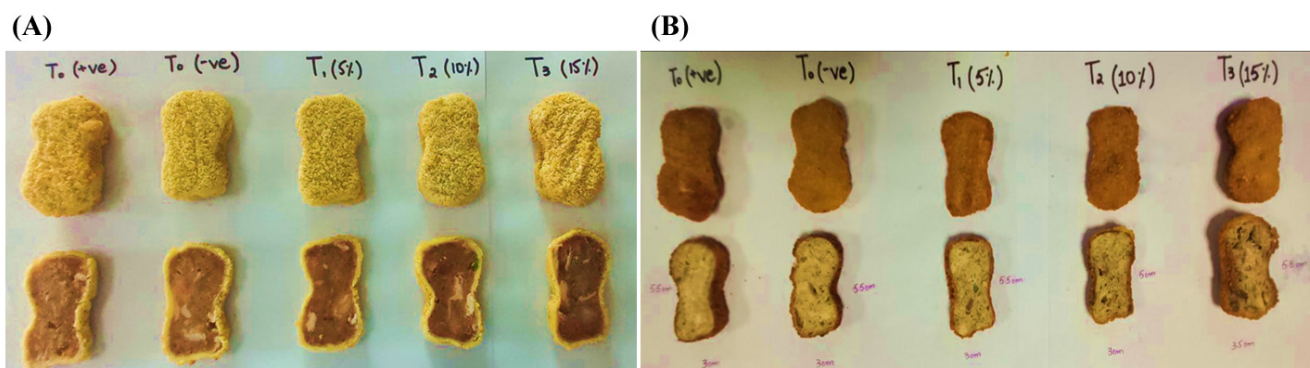 (A)
T₀ (+ve) T₀ (-ve) T₁ (5%) T₂ (10%) T₃ (15%)
(B)
T₀ (+ve) T₀ (-ve) T₁ (5%) T₂ (10%) T₃ (15%)
5.5cm 5.5cm 5.5cm 5cm 5.5cm
3cm 3cm 3cm 3cm 3.5cm